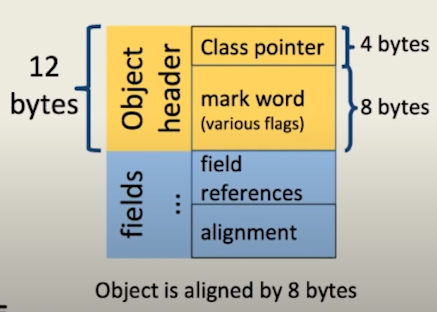 12
bytes
Object
header
Class pointer
4 bytes
mark word
(various flags)
8 bytes
fields
...
field
references
alignment
Object is aligned by 8 bytes